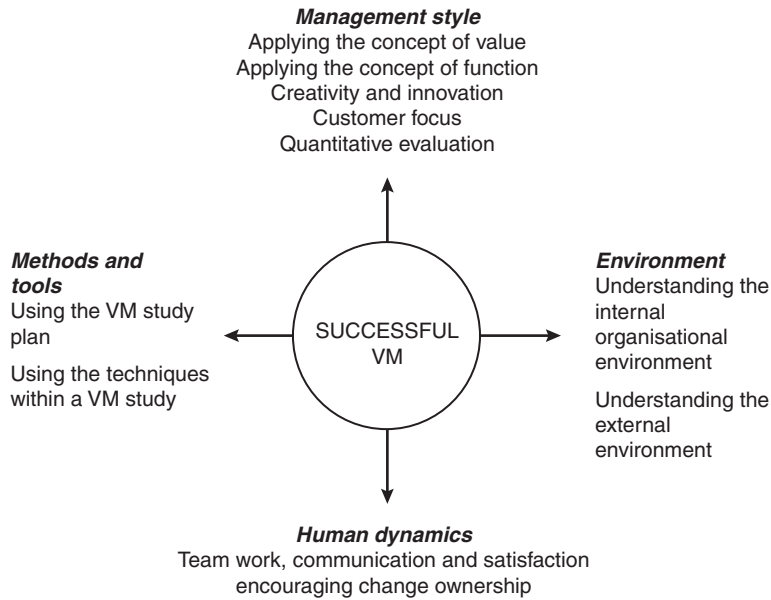 Management style
Applying the concept of value
Applying the concept of function
Creativity and innovation
Customer focus
Quantitative evaluation
Methods and
tools
Using the VM study
plan
Using the techniques
within a VM study
SUCCESSFUL
VM
Environment
Understanding the
internal
organisational
environment
Understanding the
external
environment
Human dynamics
Team work, communication and satisfaction
encouraging change ownership